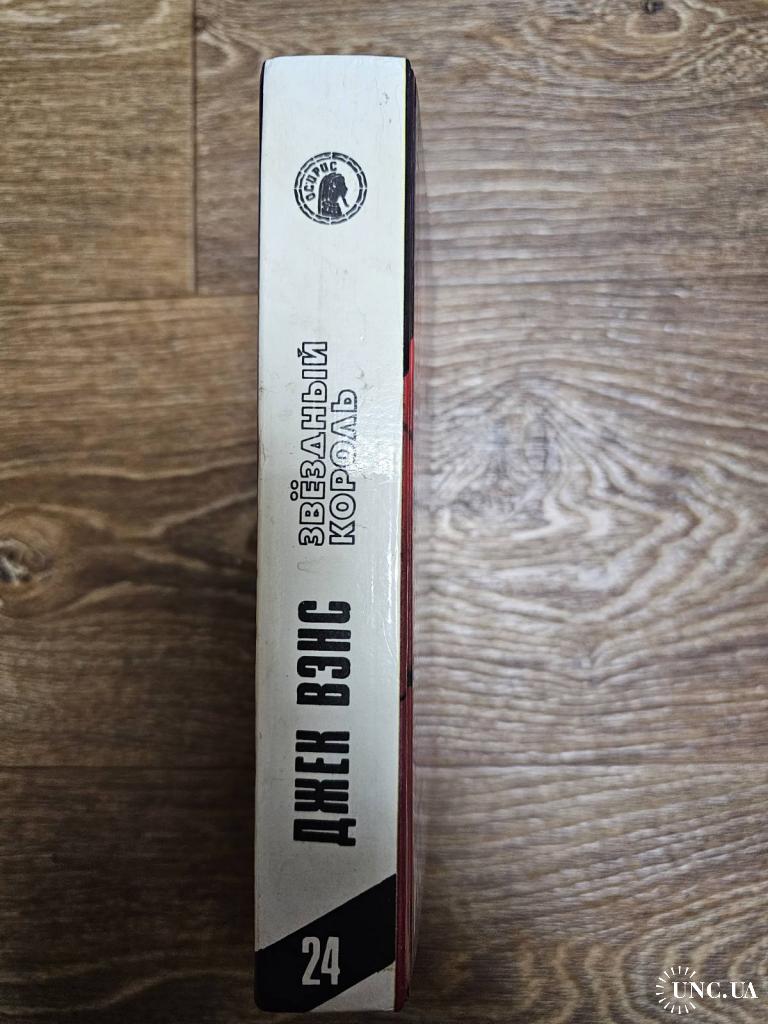 ОСИРИС
ЗВЁЗДНЫЙ
КОРОЛЬ
ДЖЕК ВЭНС
24
UNC.UA